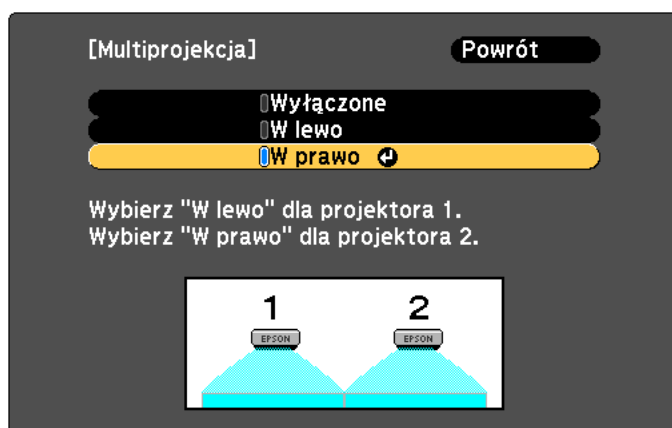 [Multiprojekcja] Powrót
Wyłączone
W lewo
W prawo
Wybierz "W lewo" dla projektora 1.
Wybierz "W prawo" dla projektora 2.
1 2
EPSON EPSON